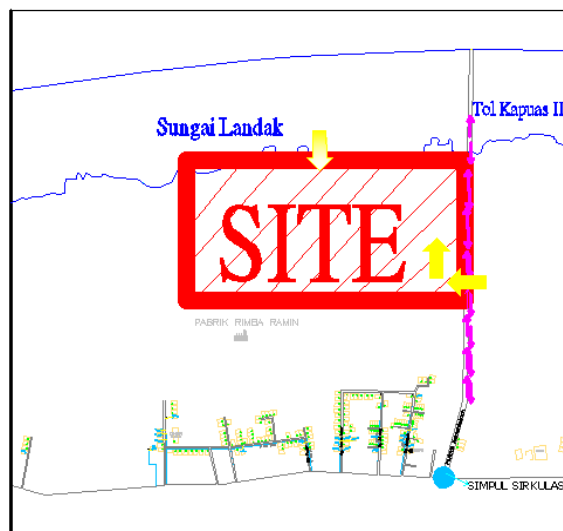 Tol Kapuas II
Sungai Landak
SITE
PABRIK RIMBA RAMIN
SIMPUL SIRKULAS